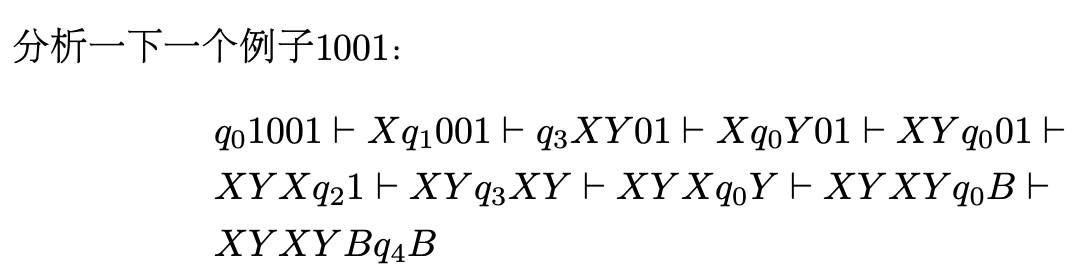 分析一下一个例子1001:
q₀1001 ⊢ Xq₁001 ⊢ q₃XY01 ⊢ Xq₀Y01 ⊢ XYq₀01 ⊢
XYXq₂1 ⊢ XYq₃XY ⊢ XYXq₀Y ⊢ XYXYq₀B ⊢
XYXYBq₄B